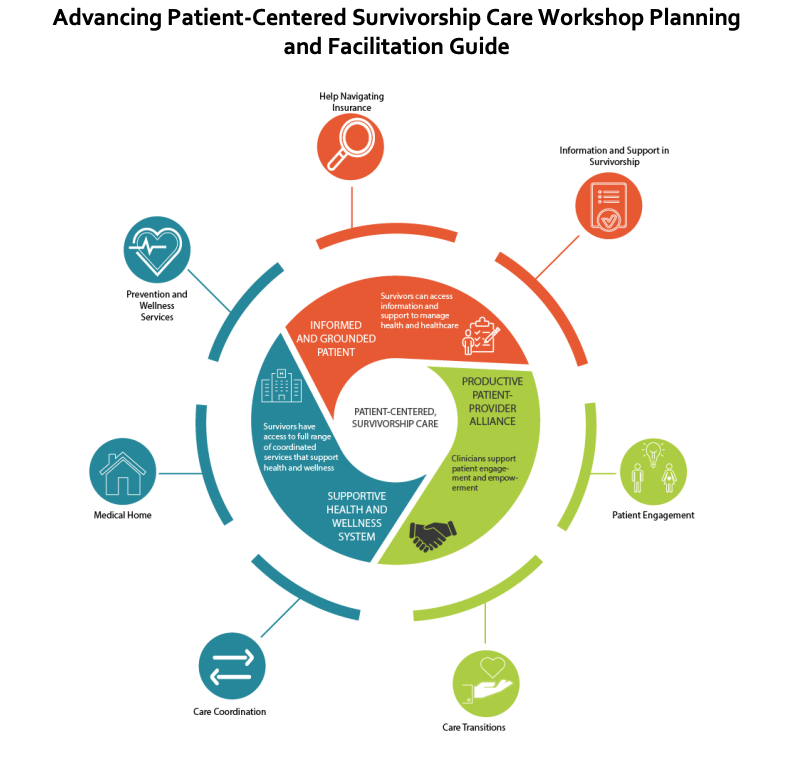 Advancing Patient-Centered Survivorship Care Workshop Planning
and Facilitation Guide
Help Navigating
Insurance
Information and Support in
Survivorship
Prevention and
Wellness
Services
Survivors can access
information and
support to manage
health and healthcare
INFORMED
AND GROUNDED
PATIENT
PRODUCTIVE
PATIENT-
PROVIDER
ALLIANCE
H
PATIENT-CENTERED,
SURVIVORSHIP CARE
Survivors have
access to full range
of coordinated
services that support
health and wellness
Clinicians support
patient engage-
ment and empow-
erment
SUPPORTIVE
HEALTH AND
WELLNESS
SYSTEM
Medical Home
Patient Engagement
Care Coordination
Care Transitions